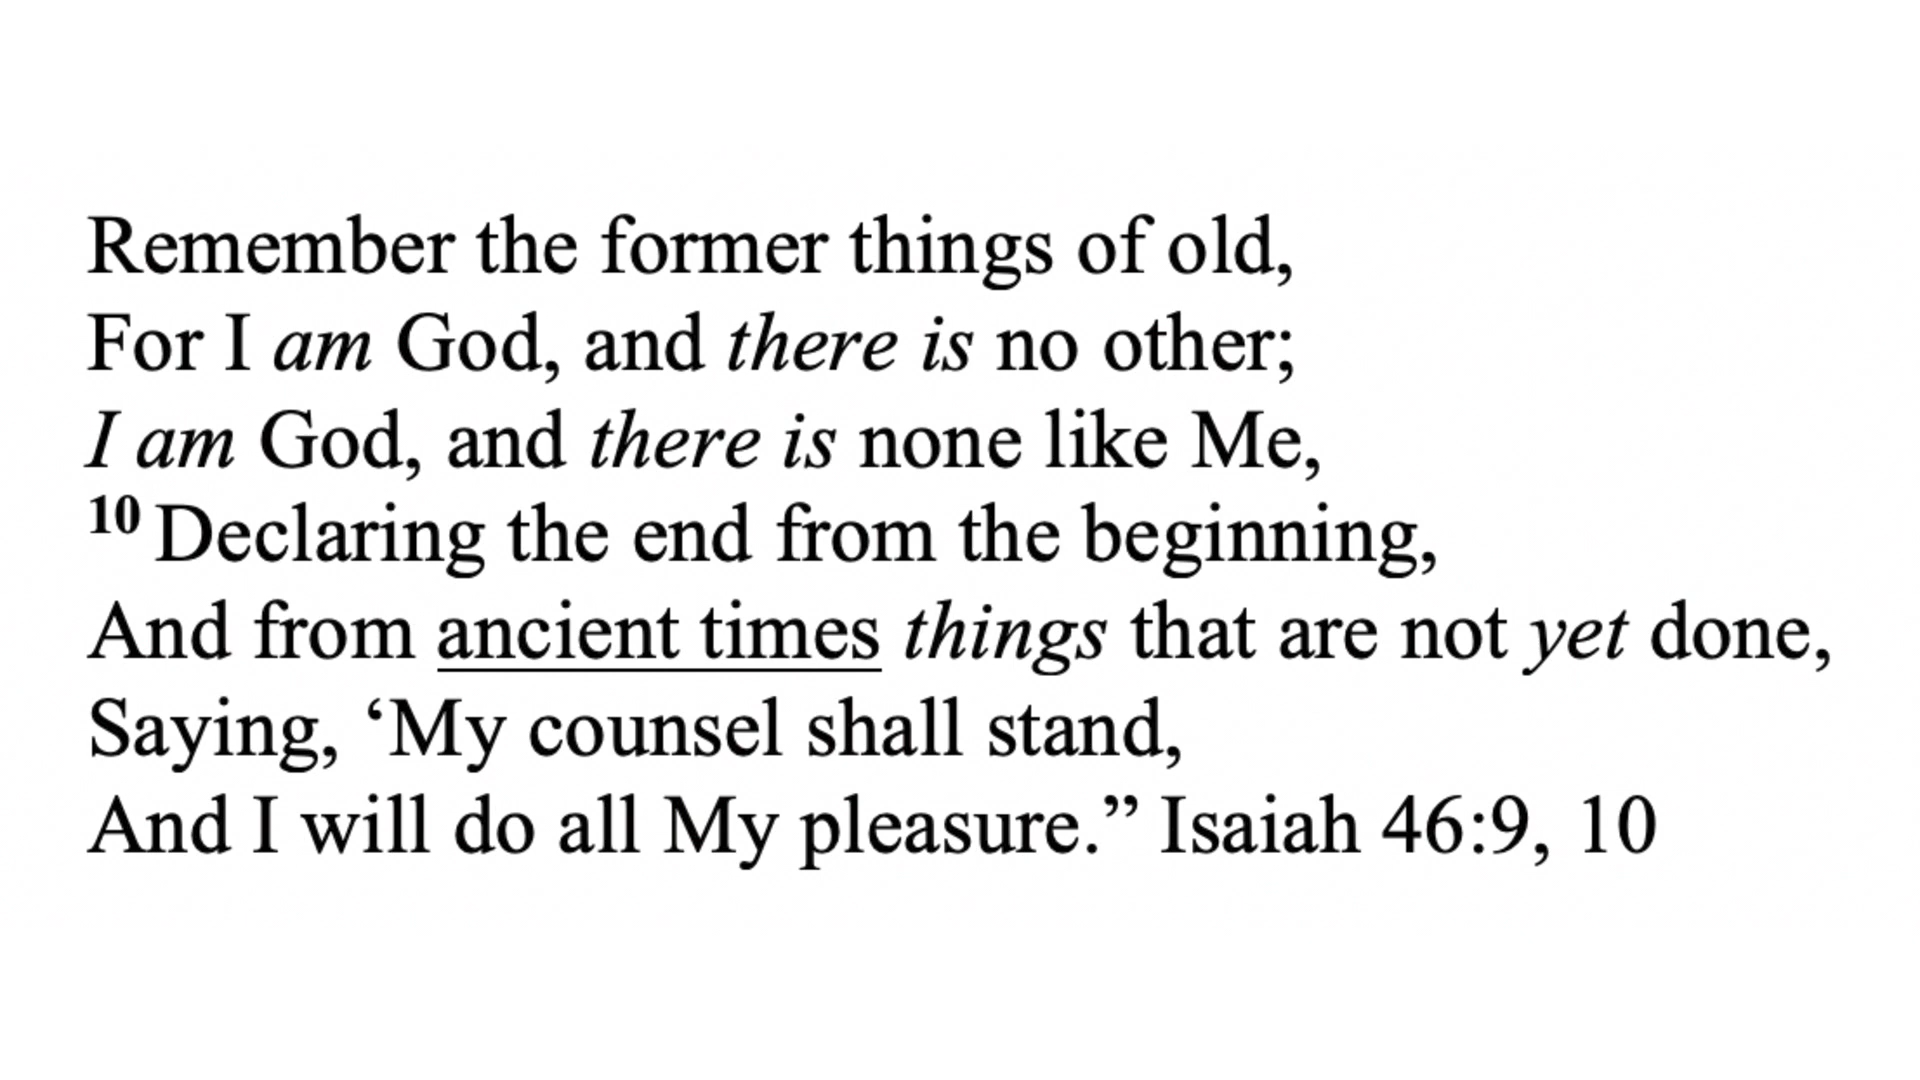 Remember the former things of old,
For I am God, and there is no other;
I am God, and there is none like Me,
10 Declaring the end from the beginning,
And from ancient times things that are not yet done,
Saying, ‘My counsel shall stand,
And I will do all My pleasure.” Isaiah 46:9, 10